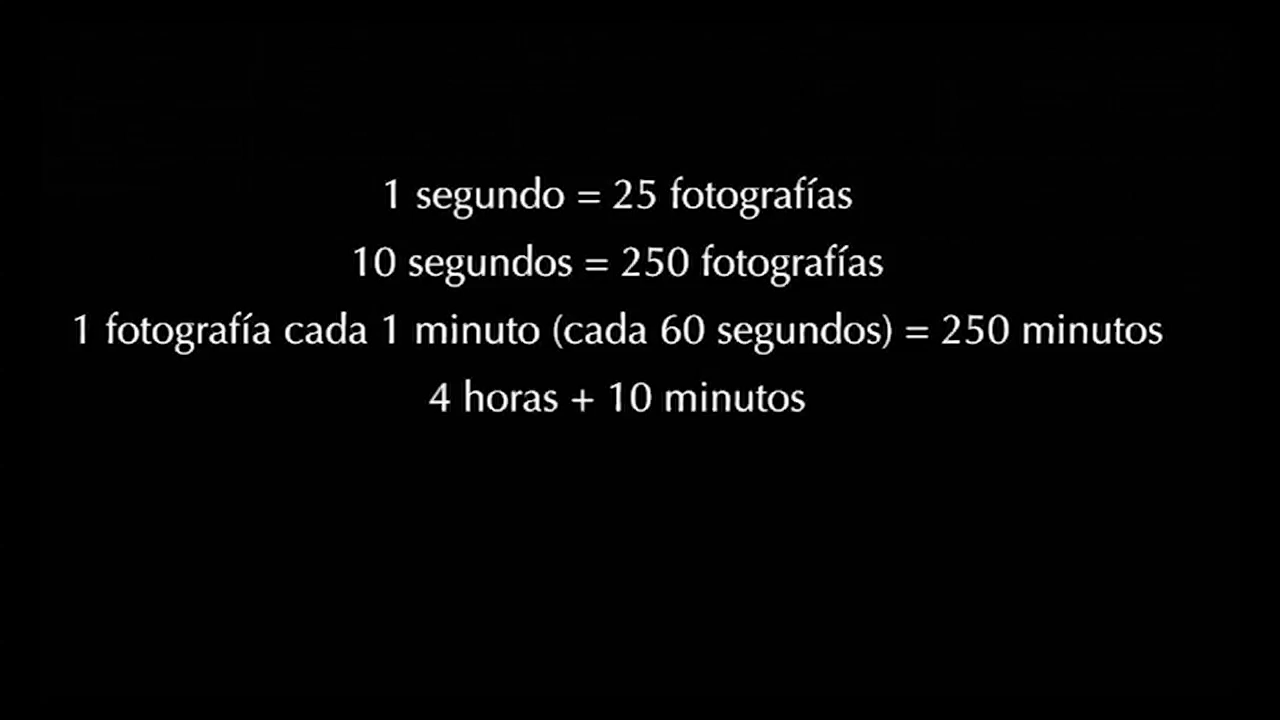 1 segundo = 25 fotografías
10 segundos = 250 fotografías
1 fotografía cada 1 minuto (cada 60 segundos) = 250 minutos
4 horas + 10 minutos